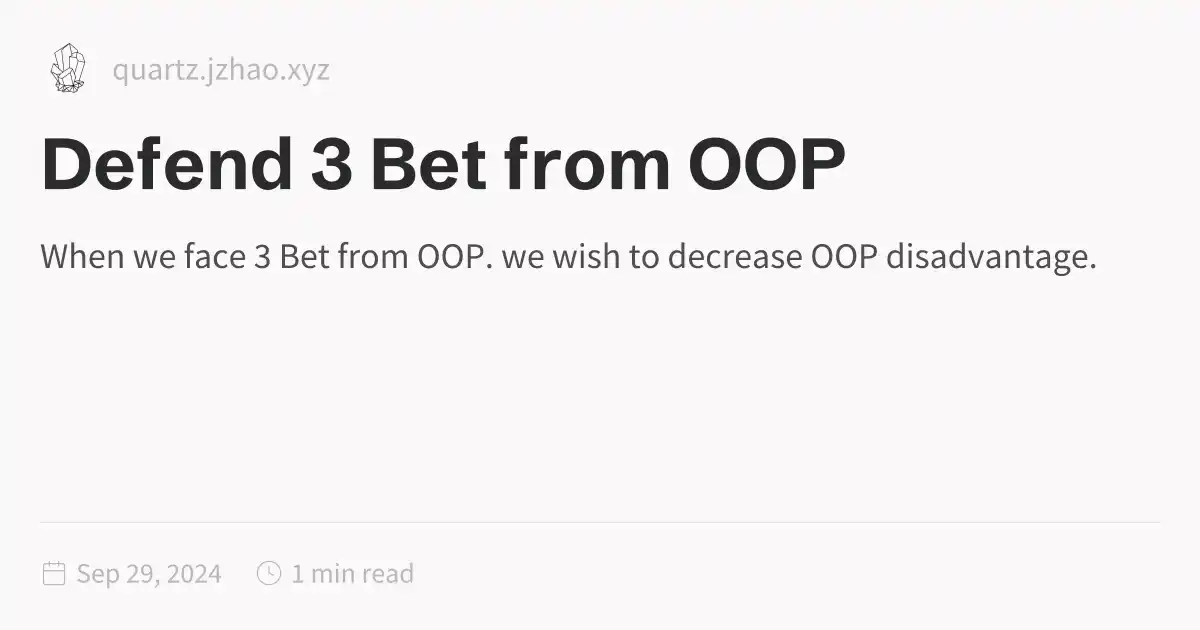 quartz.jzhao.xyz
Defend 3 Bet from OOP
When we face 3 Bet from OOP. we wish to decrease OOP disadvantage.
Sep 29, 2024 1 min read